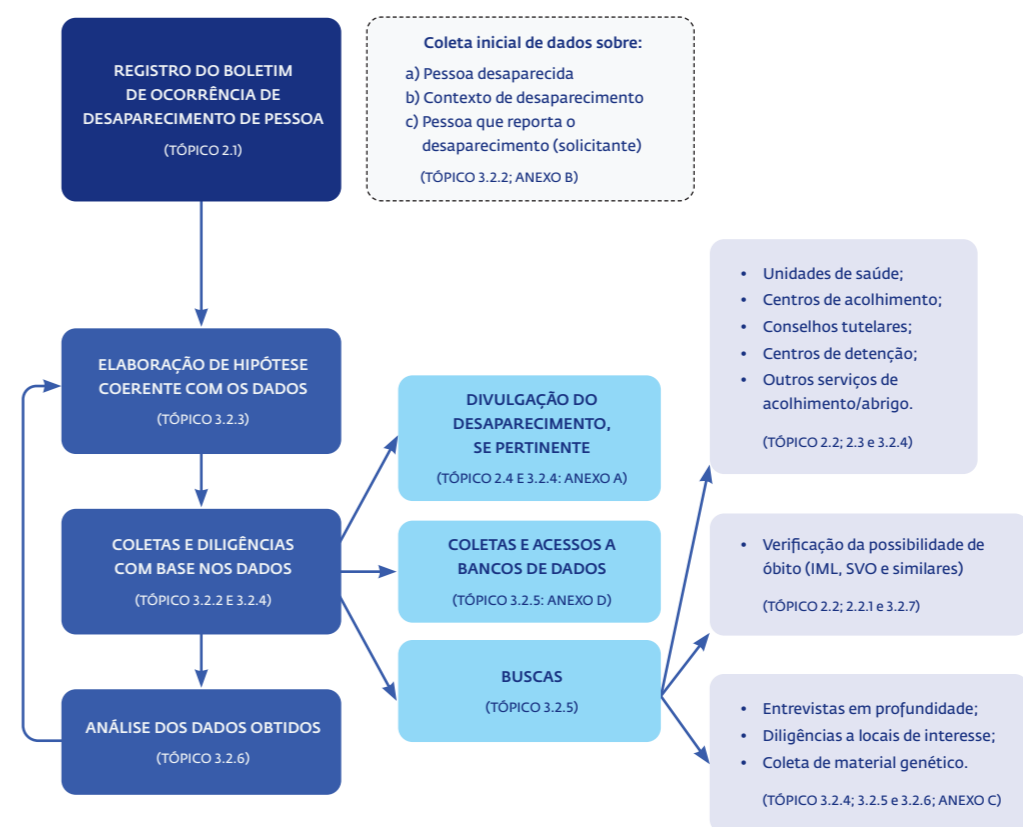 REGISTRO DO BOLETIM
DE OCORRÊNCIA DE
DESAPARECIMENTO DE PESSOA
(TÓPICO 2.1)
Coleta inicial de dados sobre:
a) Pessoa desaparecida
b) Contexto de desaparecimento
c) Pessoa que reporta o
desaparecimento (solicitante)
(TÓPICO 3.2.2; ANEXO B)
ELABORAÇÃO DE HIPÓTESE
COERENTE COM OS DADOS
(TÓPICO 3.2.3)
COLETAS E DILIGÊNCIAS
COM BASE NOS DADOS
(TÓPICO 3.2.2 E 3.2.4)
ANÁLISE DOS DADOS OBTIDOS
(TÓPICO 3.2.6)
DIVULGAÇÃO DO
DESAPARECIMENTO,
SE PERTINENTE
(TÓPICO 2.4 E 3.2.4: ANEXO A)
COLETAS E ACESSOS A
BANCOS DE DADOS
(TÓPICO 3.2.5: ANEXO D)
BUSCAS
(TÓPICO 3.2.5)
• Unidades de saúde;
• Centros de acolhimento;
• Conselhos tutelares;
• Centros de detenção;
• Outros serviços de
acolhimento/abrigo.
(TÓPICO 2.2; 2.3 e 3.2.4)
• Verificação da possibilidade de
óbito (IML, SVO e similares)
(TÓPICO 2.2; 2.2.1 e 3.2.7)
• Entrevistas em profundidade;
• Diligências a locais de interesse;
• Coleta de material genético.
(TÓPICO 3.2.4; 3.2.5 e 3.2.6; ANEXO C)